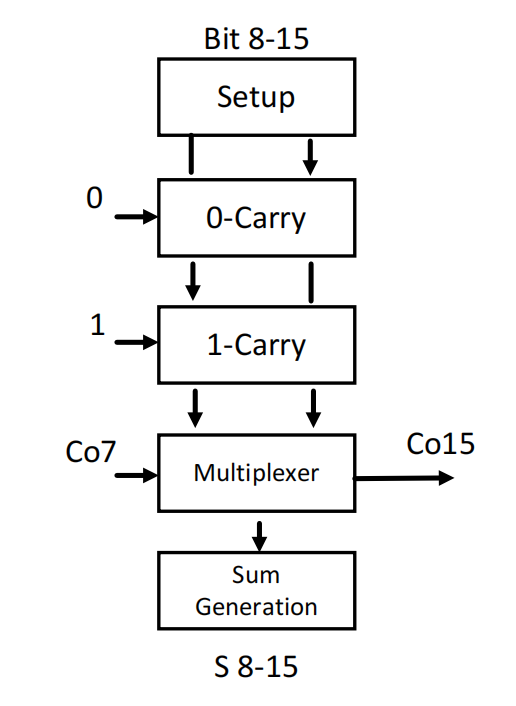 Bit 8-15
Setup
0
0-Carry
1
1-Carry
Co7
Multiplexer
Co15
Sum
Generation
S 8-15